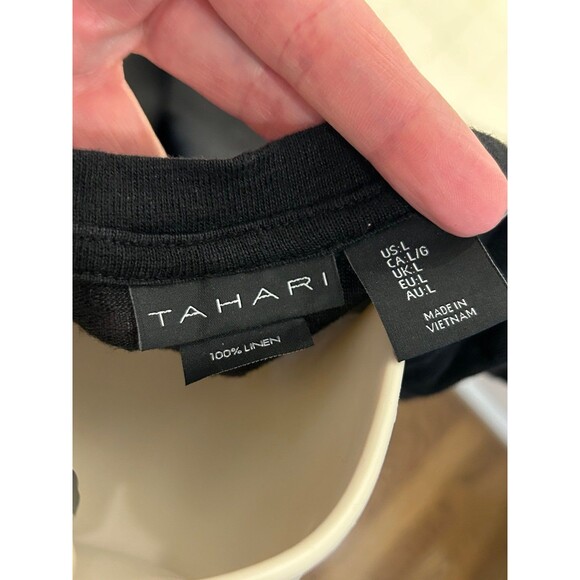 TAHARI
100% LINEN
US:L
CA:L/G
UK:L
EU:L
AU:L
MADE IN
VIETNAM